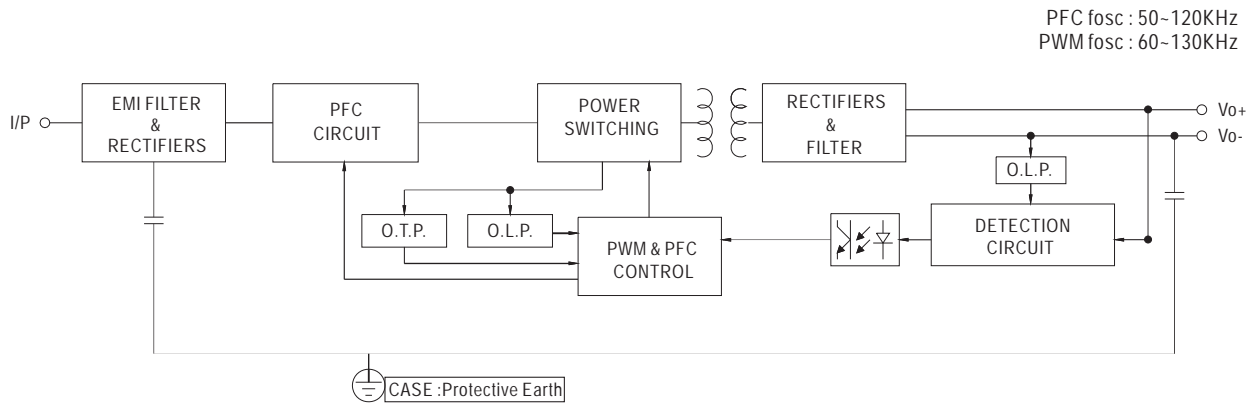 PFC fosc : 50~120KHz
PWM fosc : 60~130KHz
I/P
EMI FILTER
&
RECTIFIERS
PFC
CIRCUIT
POWER
SWITCHING
RECTIFIERS
&
FILTER
Vo+
Vo-
O.L.P.
O.T.P.
O.L.P.
PWM & PFC
CONTROL
DETECTION
CIRCUIT
CASE :Protective Earth